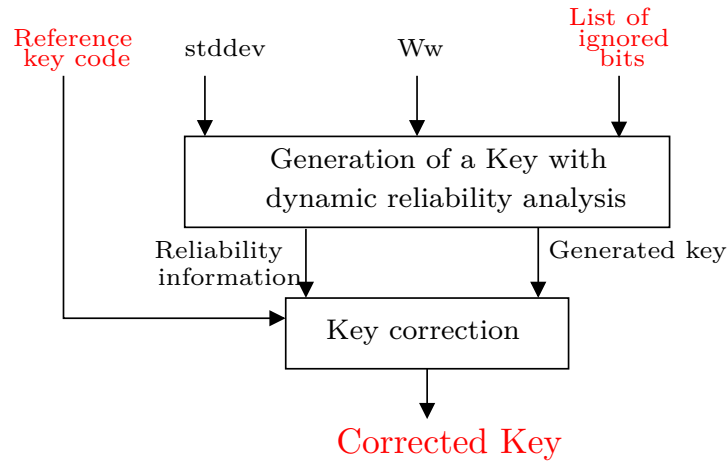 Reference
key code
stddev
Ww
List of
ignored
bits
Generation of a Key with
dynamic reliability analysis
Reliability
information
Generated key
Key correction
Corrected Key